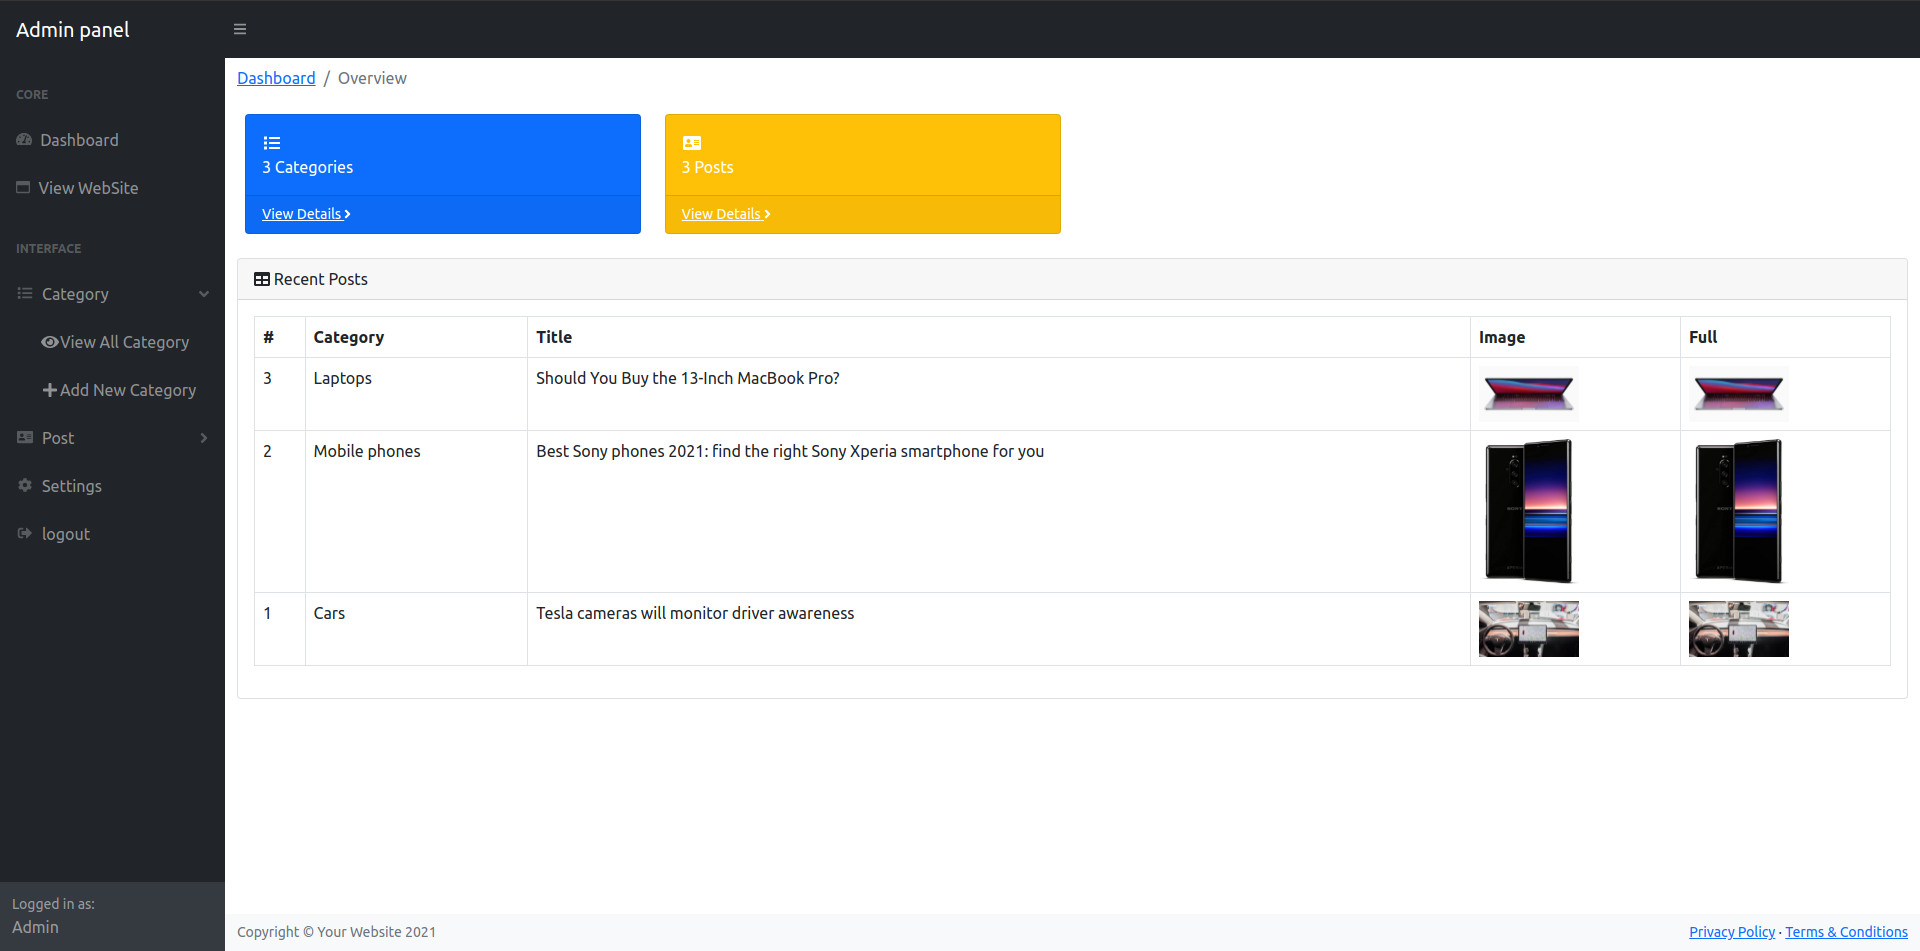 Admin panel
CORE
Dashboard
View WebSite
INTERFACE
Category
View All Category
Add New Category
Post
Settings
logout
Logged in as:
Admin
Dashboard / Overview
3 Categories
View Details
3 Posts
View Details
Recent Posts
# Category Title Image Full
3 Laptops Should You Buy the 13-Inch MacBook Pro?
2 Mobile phones Best Sony phones 2021: find the right Sony Xperia smartphone for you
1 Cars Tesla cameras will monitor driver awareness
Copyright © Your Website 2021
Privacy Policy · Terms & Conditions